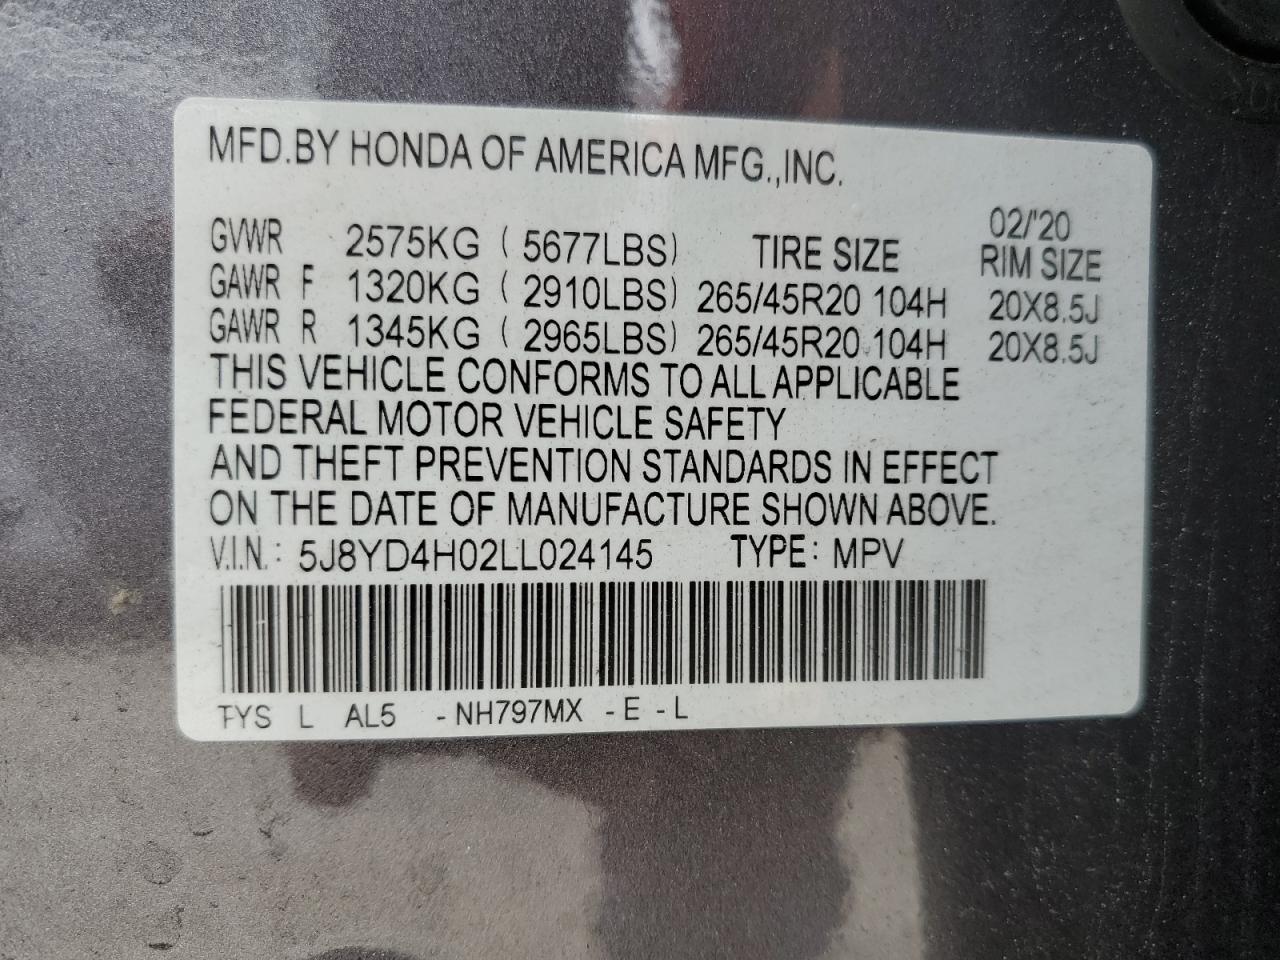 MFD.BY HONDA OF AMERICA MFG.,INC.
02/'20
GVWR 2575KG ( 5677LBS) TIRE SIZE RIM SIZE
GAWR F 1320KG ( 2910LBS) 265/45R20 104H 20X8.5J
GAWR R 1345KG ( 2965LBS) 265/45R20 104H 20X8.5J
THIS VEHICLE CONFORMS TO ALL APPLICABLE
FEDERAL MOTOR VEHICLE SAFETY
AND THEFT PREVENTION STANDARDS IN EFFECT
ON THE DATE OF MANUFACTURE SHOWN ABOVE.
V.I.N.: 5J8YD4H02LL024145 TYPE: MPV
TYS L AL5 -NH797MX -E -L